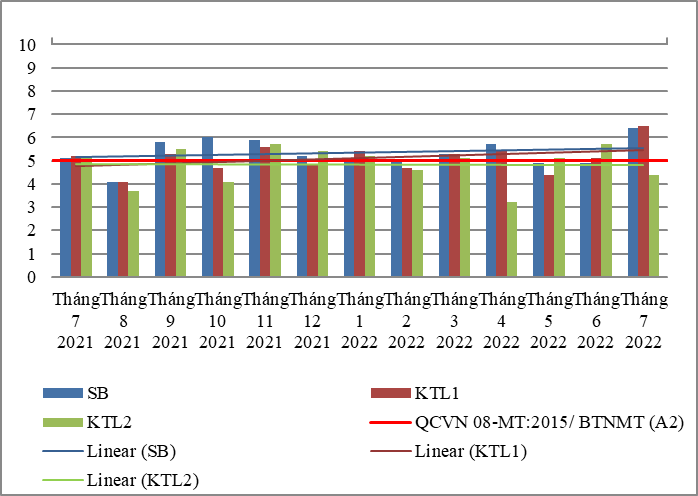 10
9
8
7
6
5
4
3
2
1
0
Tháng Tháng Tháng Tháng Tháng Tháng Tháng Tháng Tháng Tháng Tháng Tháng Tháng
7 8 9 10 11 12 1 2 3 4 5 6 7
2021 2021 2021 2021 2021 2021 2022 2022 2022 2022 2022 2022 2022
SB KTL1
KTL2 QCVN 08-MT:2015/ BTNMT (A2)
Linear (SB) Linear (KTL1)
Linear (KTL2)